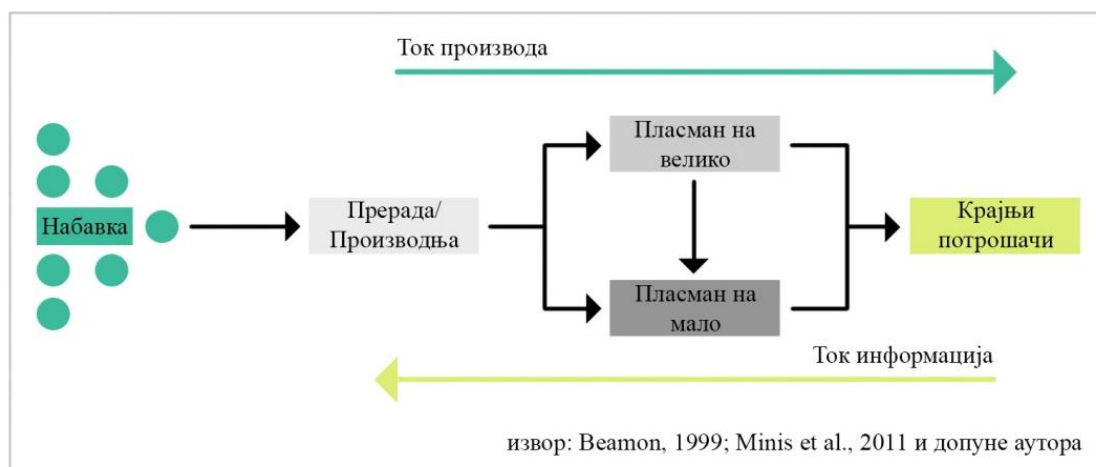 Ток производа
Набавка
Прерада/
Производња
Пласман на
велико
Пласман на
мало
Крајњи
потрошачи
Ток информација
извор: Beamon, 1999; Minis et al., 2011 и допуне аутора